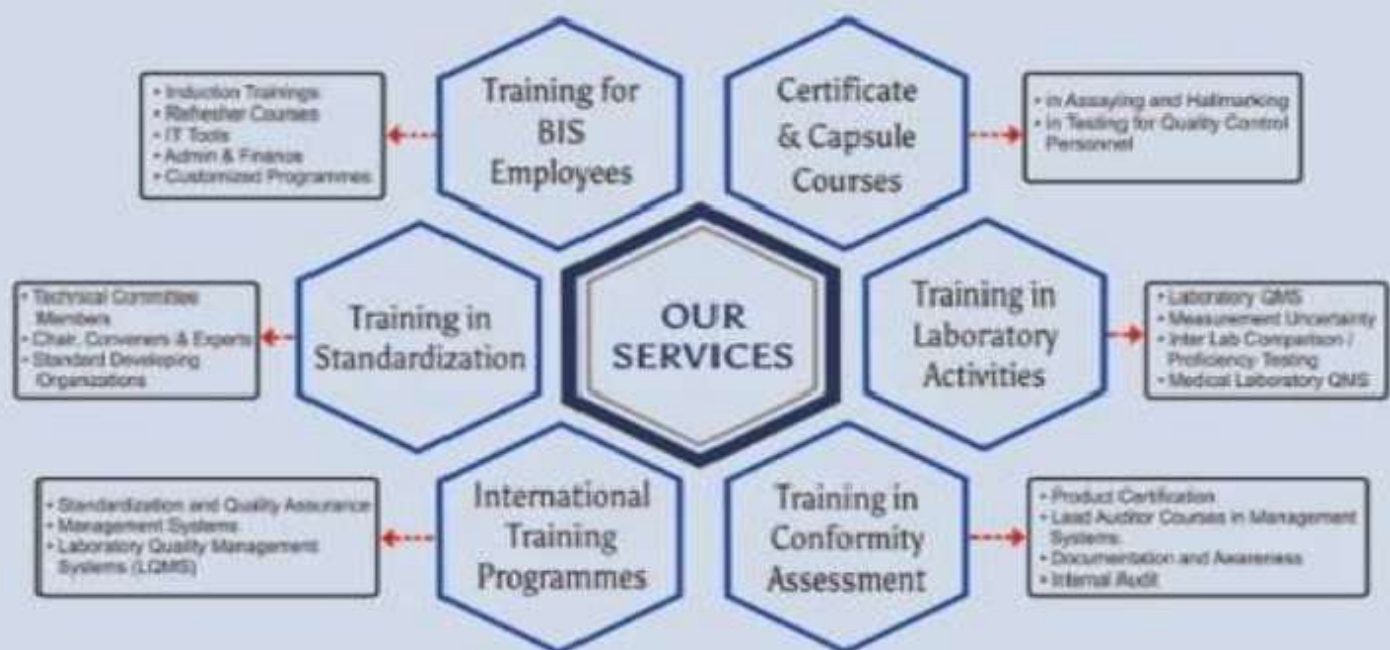 Training for
BIS
Employees
• Induction Trainings
• Refresher Courses
• IT Tools
• Admin & Finance
• Customized Programmes
Certificate
& Capsule
Courses
• in Assaying and Hallmarking
• in Testing for Quality Control
Personnel
Training in
Standardization
• Technical Committee
Members
• Chair, Conveners & Experts
• Standard Developing
Organizations
OUR
SERVICES
Training in
Laboratory
Activities
• Laboratory QMS
• Measurement Uncertainty
• Inter Lab Comparison /
Proficiency Testing
• Medical Laboratory QMS
International
Training
Programmes
• Standardization and Quality Assurance
• Management Systems
• Laboratory Quality Management
Systems (LQMS)
Training in
Conformity
Assessment
• Product Certification
• Lead Auditor Courses in Management
Systems.
• Documentation and Awareness
• Internal Audit